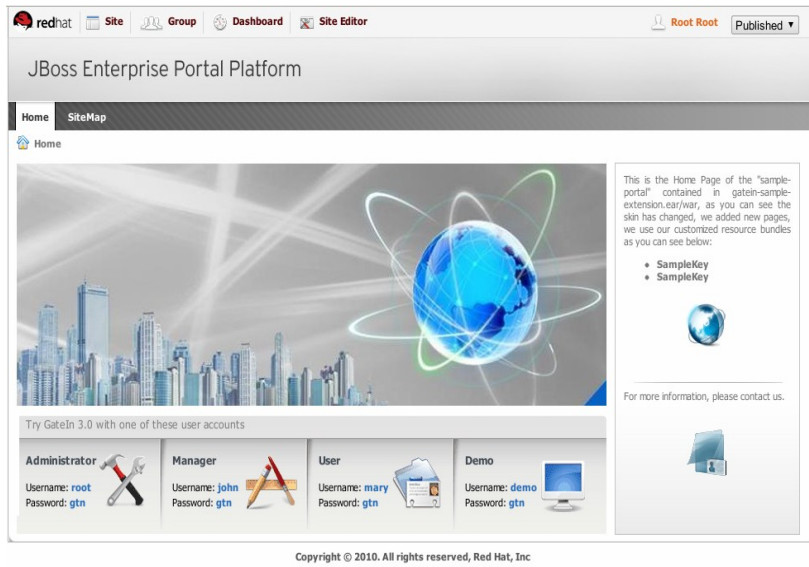 redhat Site Group Dashboard Site Editor Root Root Published ▼
JBoss Enterprise Portal Platform
Home SiteMap
Home
This is the Home Page of the "sample-
portal" contained in gatein-sample-
extension.ear/war, as you can see the
skin has changed, we added new pages,
we use our customized resource bundles
as you can see below:
SampleKey
SampleKey
For more information, please contact us.
Try GateIn 3.0 with one of these user accounts
Administrator
Username: root
Password: gtn
Manager
Username: john
Password: gtn
User
Username: mary
Password: gtn
Demo
Username: demo
Password: gtn
Copyright © 2010. All rights reserved, Red Hat, Inc